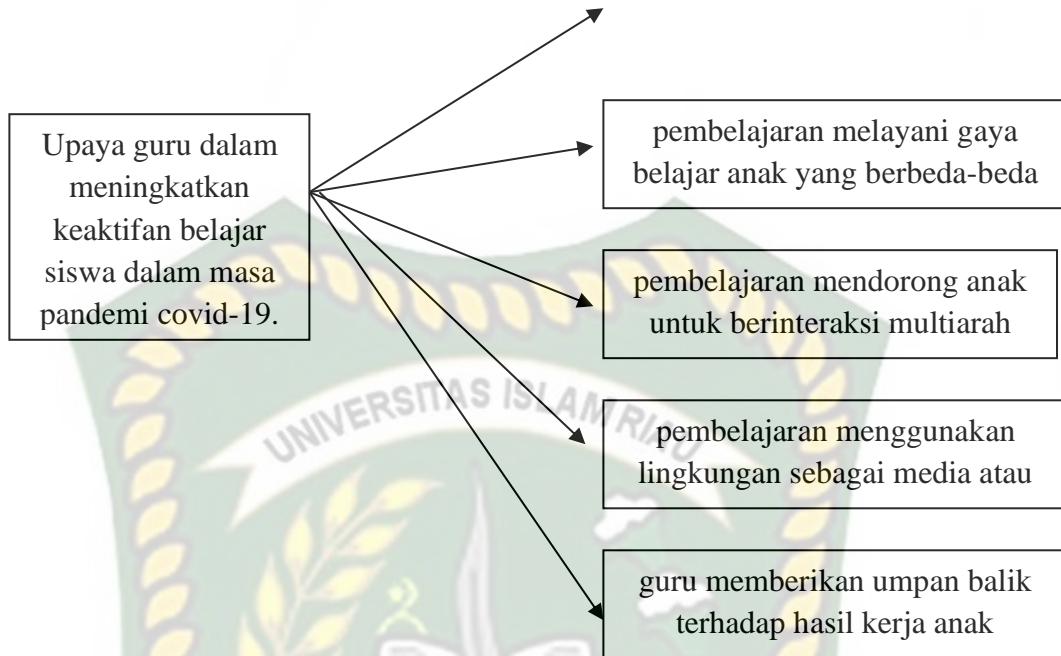 Upaya guru dalam
meningkatkan
keaktifan belajar
siswa dalam masa
pandemi covid-19.
pembelajaran melayani gaya
belajar anak yang berbeda-beda
pembelajaran mendorong anak
untuk berinteraksi multiarah
pembelajaran menggunakan
lingkungan sebagai media atau
guru memberikan umpan balik
terhadap hasil kerja anak
UNIVERSITAS ISLAM RIAU